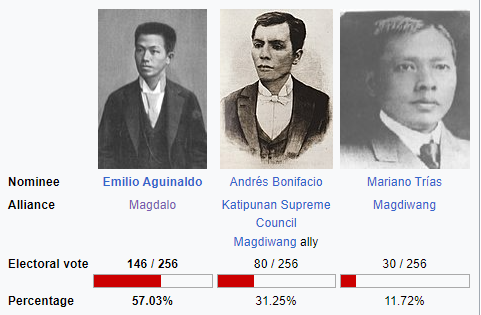 Nominee Emilio Aguinaldo Andrés Bonifacio Mariano Trías
Alliance Magdalo Katipunan Supreme Magdiwang
Council
Magdiwang ally
Electoral vote 146 / 256 80 / 256 30 / 256
Percentage 57.03% 31.25% 11.72%